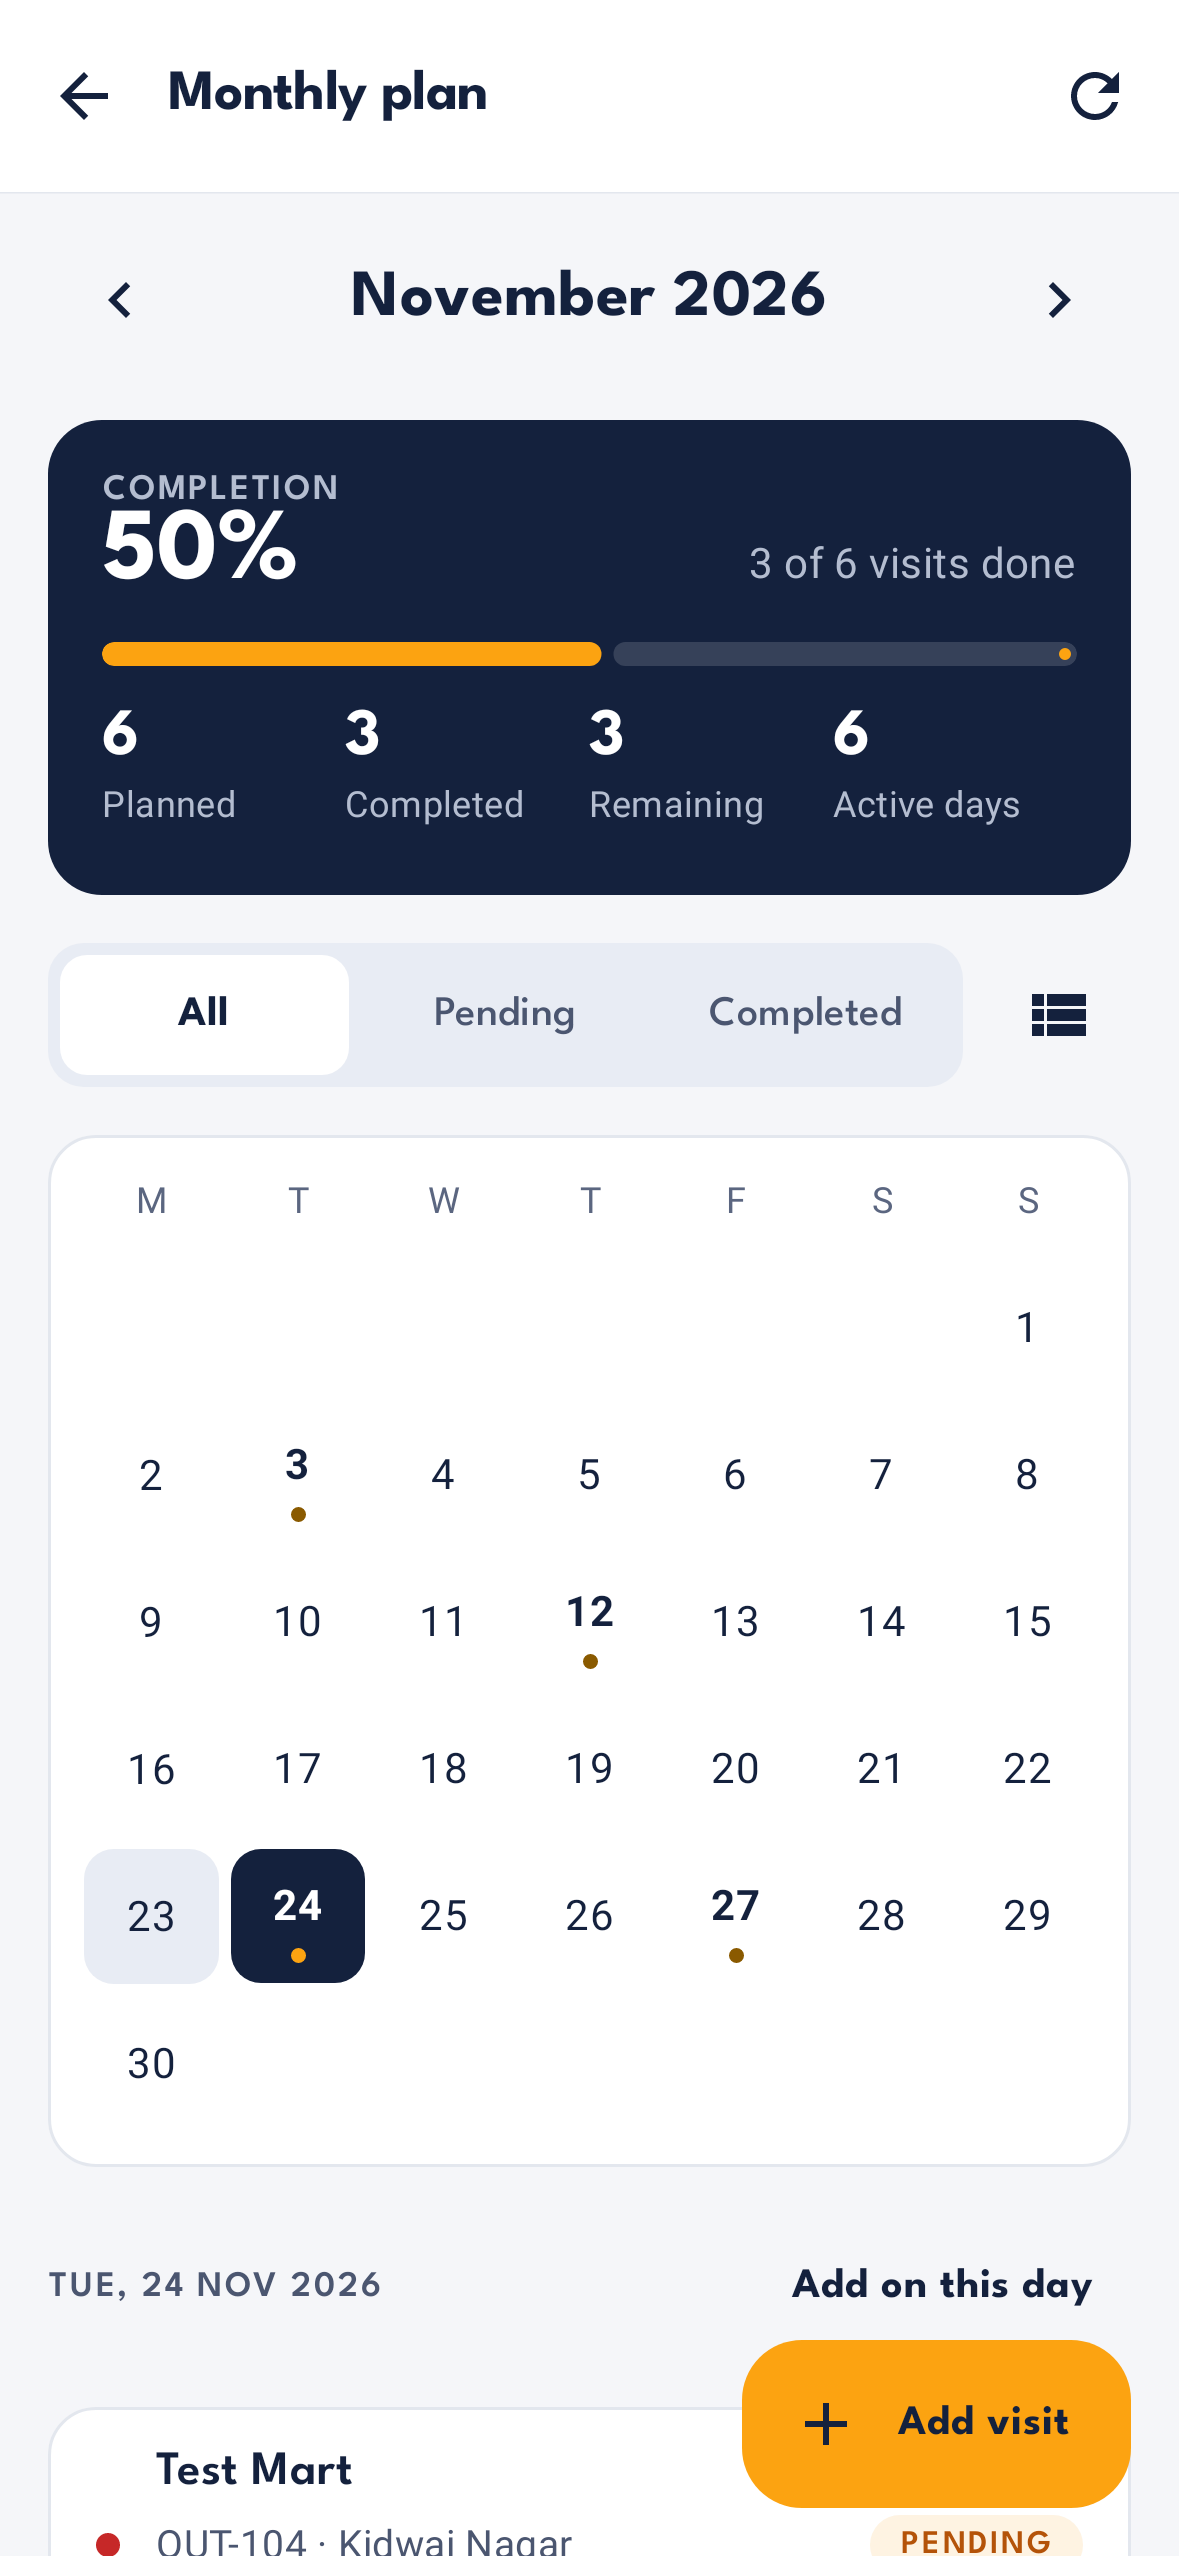 Monthly plan
November 2026
COMPLETION
50%
3 of 6 visits done
6 3 3 6
Planned Completed Remaining Active days
All Pending Completed
M T W T F S S
1
2 3 4 5 6 7 8
9 10 11 12 13 14 15
16 17 18 19 20 21 22
23 24 25 26 27 28 29
30
TUE, 24 NOV 2026 Add on this day
Add visit
Test Mart
OUT-104 · Kidwai Nagar PENDING